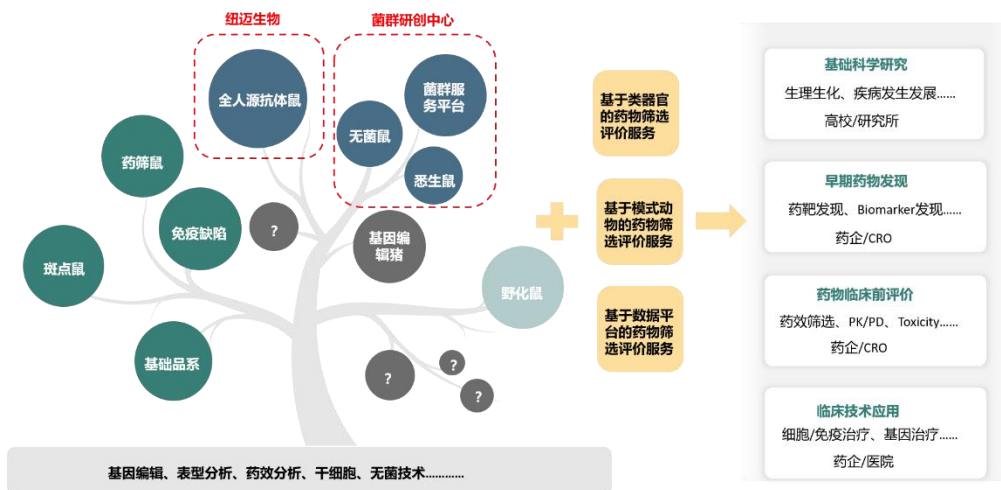 纽迈生物
菌群研创中心
全人源抗体鼠
菌群服
务平台
无菌鼠
悉生鼠
药筛鼠
免疫缺陷
?
基因编
辑猪
斑点鼠
野化鼠
基础品系
?
?
?
基因编辑、表型分析、药效分析、干细胞、无菌技术…………
基于类器官
的药物筛选
评价服务
基于模式动
物的药物筛
选评价服务
基于数据平
台的药物筛
选评价服务
基础科学研究
生理生化、疾病发生发展……
高校/研究所
早期药物发现
药靶发现、Biomarker发现……
药企/CRO
药物临床前评价
药效筛选、PK/PD、Toxicity……
药企/CRO
临床技术应用
细胞/免疫治疗、基因治疗……
药企/医院